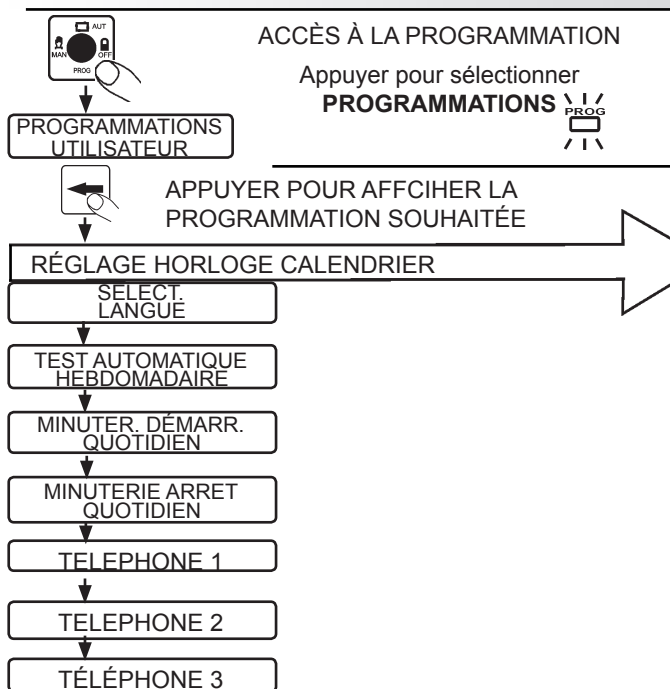 AUT
MAN
OFF
PROG
ACCÈS À LA PROGRAMMATION
Appuyer pour sélectionner
PROGRAMMATIONS
PROG
PROGRAMMATIONS
UTILISATEUR
APPUYER POUR AFFCIHER LA
PROGRAMMATION SOUHAITÉE
RÉGLAGE HORLOGE CALENDRIER
SELECT.
LANGUE
TEST AUTOMATIQUE
HEBDOMADAIRE
MINUTER. DÉMARR.
QUOTIDIEN
MINUTERIE ARRET
QUOTIDIEN
TELEPHONE 1
TELEPHONE 2
TÉLÉPHONE 3